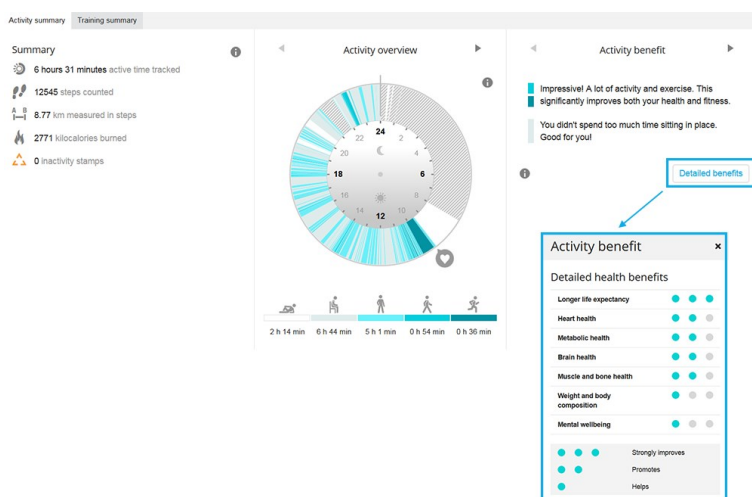 Activity summary
Training summary
Summary
6 hours 31 minutes active time tracked
12545 steps counted
A B
8.77 km measured in steps
2771 kilocalories burned
0 inactivity stamps
Activity overview
24
22 2
20 4
18 6
16 8
14 10
12
2 h 14 min 6 h 44 min 5 h 1 min 0 h 54 min 0 h 36 min
Activity benefit
Impressive! A lot of activity and exercise. This
significantly improves both your health and fitness.
You didn't spend too much time sitting in place.
Good for you!
Detailed benefits
Activity benefit ×
Detailed health benefits
Longer life expectancy
Heart health
Metabolic health
Brain health
Muscle and bone health
Weight and body
composition
Mental wellbeing
Strongly improves
Promotes
Helps